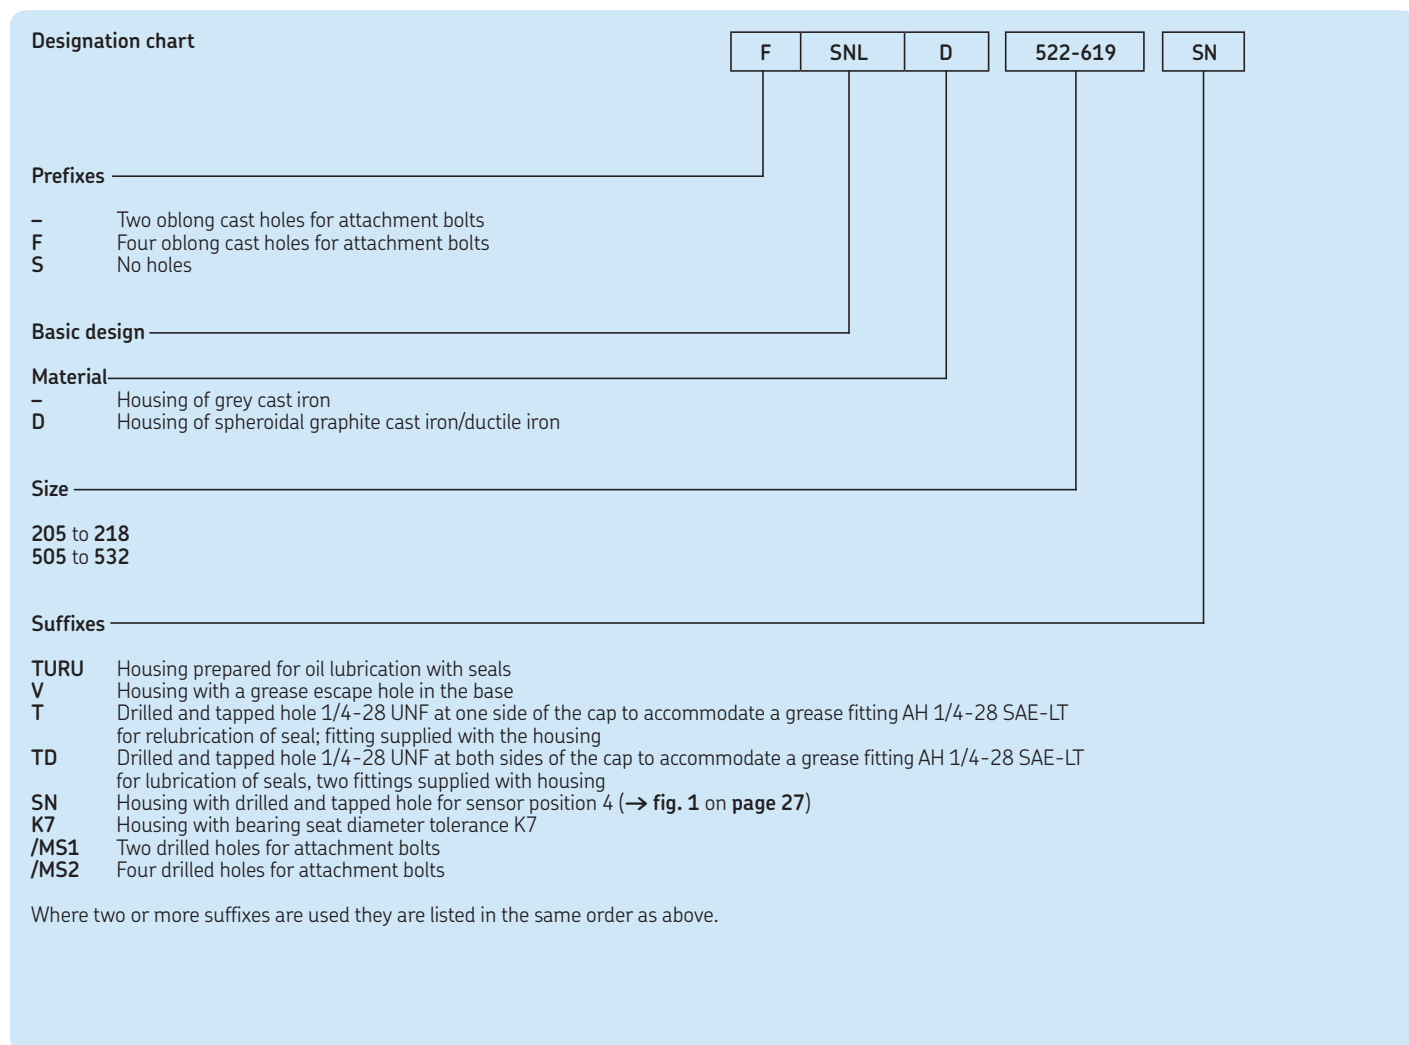 Designation chart
F SNL D 522-619 SN
Prefixes
– Two oblong cast holes for attachment bolts
F Four oblong cast holes for attachment bolts
S No holes
Basic design
Material
– Housing of grey cast iron
D Housing of spheroidal graphite cast iron/ductile iron
Size
205 to 218
505 to 532
Suffixes
TURU Housing prepared for oil lubrication with seals
V Housing with a grease escape hole in the base
T Drilled and tapped hole 1/4-28 UNF at one side of the cap to accommodate a grease fitting AH 1/4-28 SAE-LT
for relubrication of seal; fitting supplied with the housing
TD Drilled and tapped hole 1/4-28 UNF at both sides of the cap to accommodate a grease fitting AH 1/4-28 SAE-LT
for lubrication of seals, two fittings supplied with housing
SN Housing with drilled and tapped hole for sensor position 4 (→ fig. 1 on page 27)
K7 Housing with bearing seat diameter tolerance K7
/MS1 Two drilled holes for attachment bolts
/MS2 Four drilled holes for attachment bolts
Where two or more suffixes are used they are listed in the same order as above.